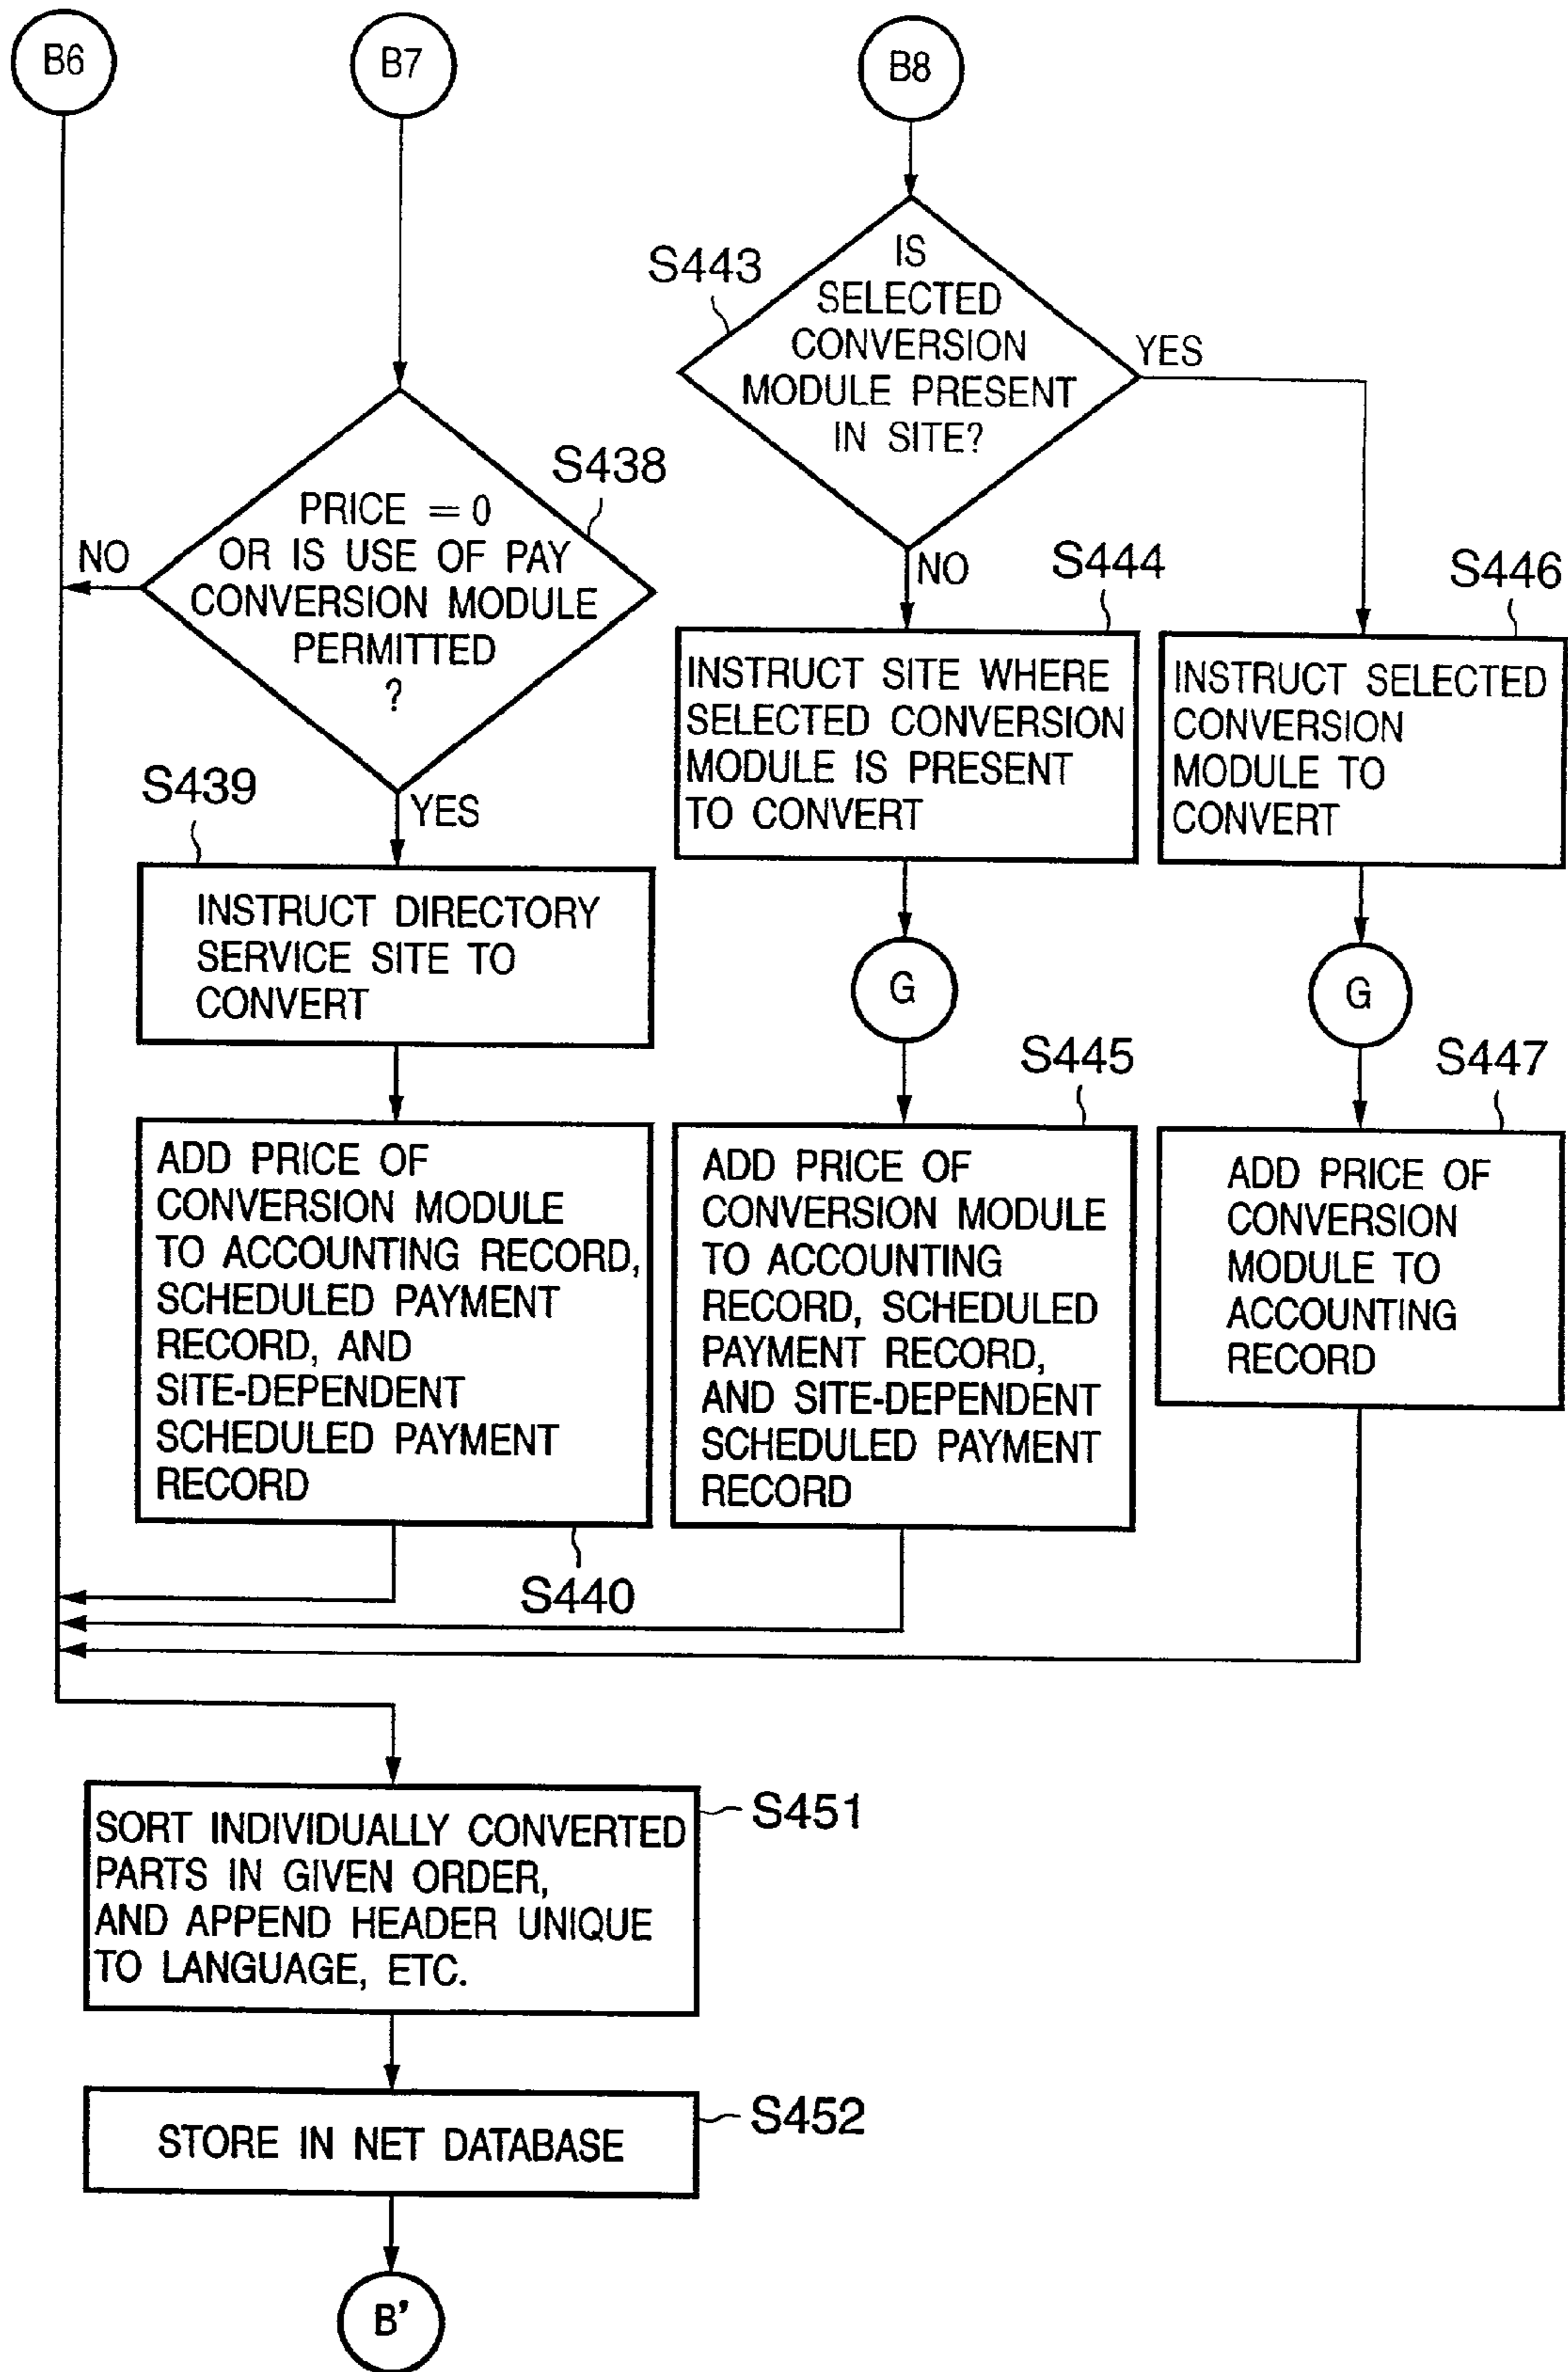 B6
B7
B8
S443
IS
SELECTED
CONVERSION
MODULE PRESENT
IN SITE?
YES
NO
S438
PRICE = 0
OR IS USE OF PAY
CONVERSION MODULE
PERMITTED
?
NO
YES
S444
INSTRUCT SITE WHERE
SELECTED CONVERSION
MODULE IS PRESENT
TO CONVERT
S446
INSTRUCT SELECTED
CONVERSION
MODULE TO
CONVERT
S439
INSTRUCT DIRECTORY
SERVICE SITE TO
CONVERT
G
G
S440
ADD PRICE OF
CONVERSION MODULE
TO ACCOUNTING RECORD,
SCHEDULED PAYMENT
RECORD, AND
SITE-DEPENDENT
SCHEDULED PAYMENT
RECORD
S445
ADD PRICE OF
CONVERSION MODULE
TO ACCOUNTING
RECORD, SCHEDULED
PAYMENT RECORD,
AND SITE-DEPENDENT
SCHEDULED PAYMENT
RECORD
S447
ADD PRICE OF
CONVERSION
MODULE TO
ACCOUNTING
RECORD
S451
SORT INDIVIDUALLY CONVERTED
PARTS IN GIVEN ORDER,
AND APPEND HEADER UNIQUE
TO LANGUAGE, ETC.
S452
STORE IN NET DATABASE
B'